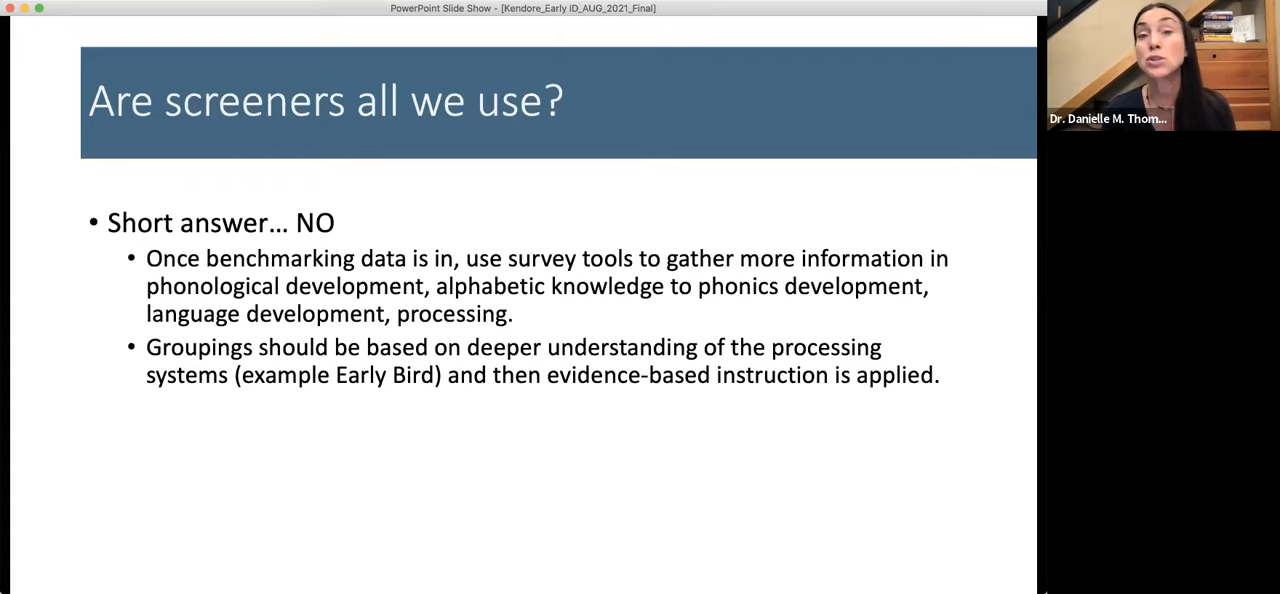 PowerPoint Slide Show - [Kendore_Early ID_AUG_2021_Final]
Are screeners all we use?
• Short answer… NO
• Once benchmarking data is in, use survey tools to gather more information in
phonological development, alphabetic knowledge to phonics development,
language development, processing.
• Groupings should be based on deeper understanding of the processing
systems (example Early Bird) and then evidence-based instruction is applied.
Dr. Danielle M. Thom...